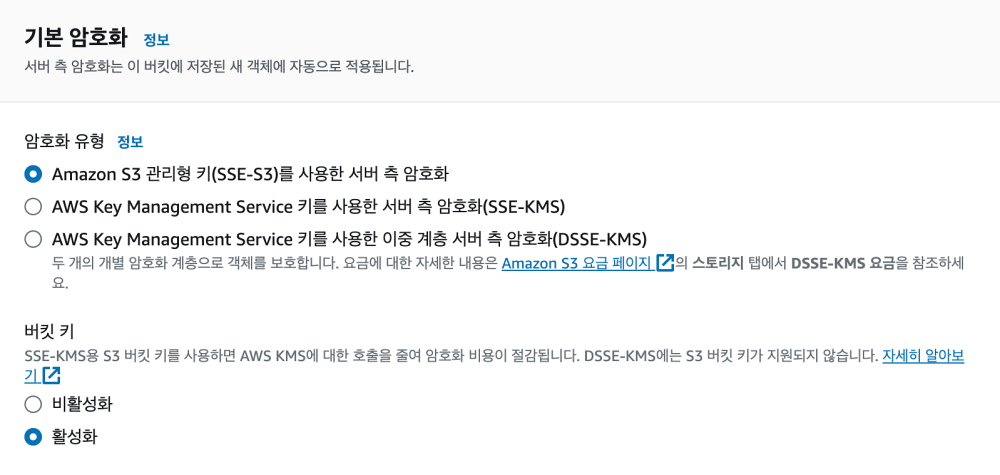 기본 암호화 정보
서버 측 암호화는 이 버킷에 저장된 새 객체에 자동으로 적용됩니다.
암호화 유형 정보
Amazon S3 관리형 키(SSE-S3)를 사용한 서버 측 암호화
AWS Key Management Service 키를 사용한 서버 측 암호화(SSE-KMS)
AWS Key Management Service 키를 사용한 이중 계층 서버 측 암호화(DSSE-KMS)
두 개의 개별 암호화 계층으로 객체를 보호합니다. 요금에 대한 자세한 내용은 Amazon S3 요금 페이지의 스토리지 탭에서 DSSE-KMS 요금을 참조하세
요.
버킷 키
SSE-KMS용 S3 버킷 키를 사용하면 AWS KMS에 대한 호출을 줄여 암호화 비용이 절감됩니다. DSSE-KMS에는 S3 버킷 키가 지원되지 않습니다. 자세히 알아보
기
비활성화
활성화